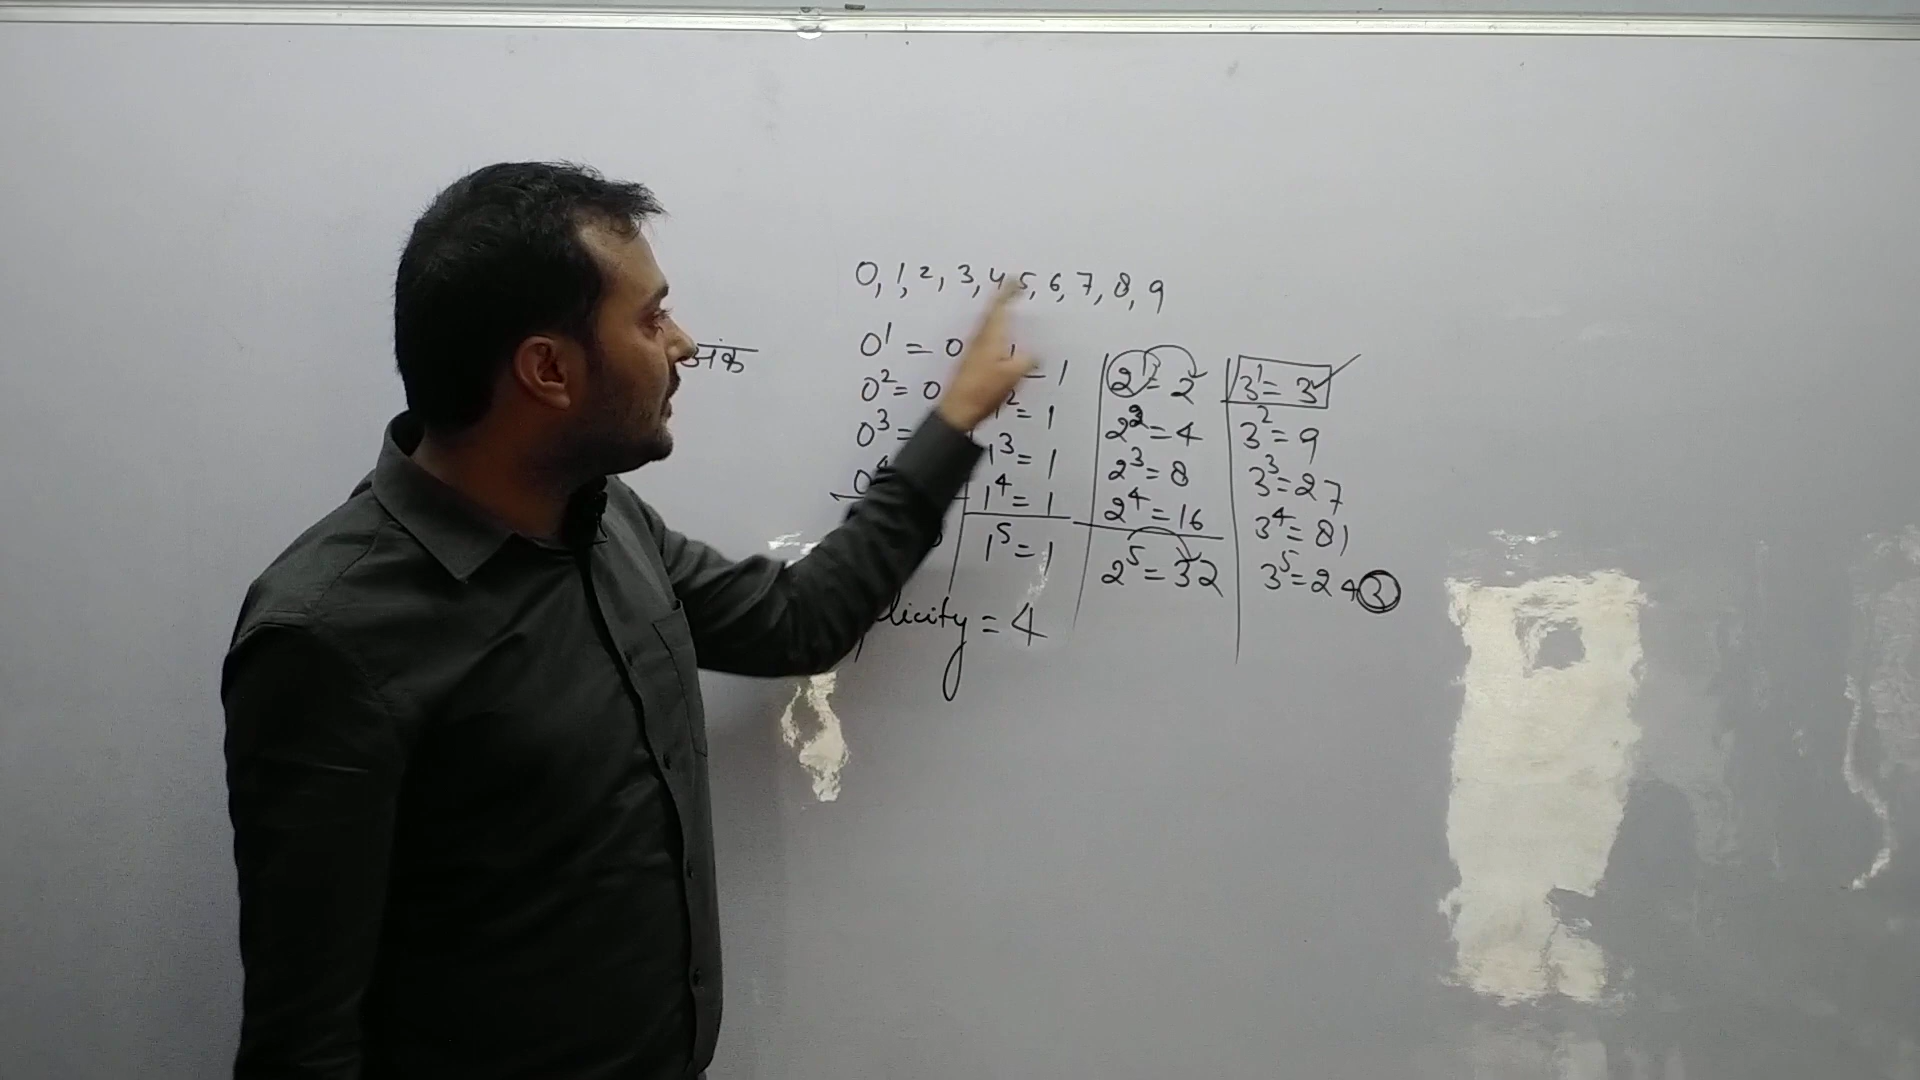 0, 1, 2, 3, 4, 5, 6, 7, 8, 9
अंक
0¹ = 0
0² = 0
0³ =
0⁴
= 1
1² = 1
1³ = 1
1⁴ = 1
1⁵ = 1
2¹ = 2
2² = 4
2³ = 8
2⁴ = 16
2⁵ = 32
3¹ = 3
3² = 9
3³ = 27
3⁴ = 81
3⁵ = 243
licity = 4